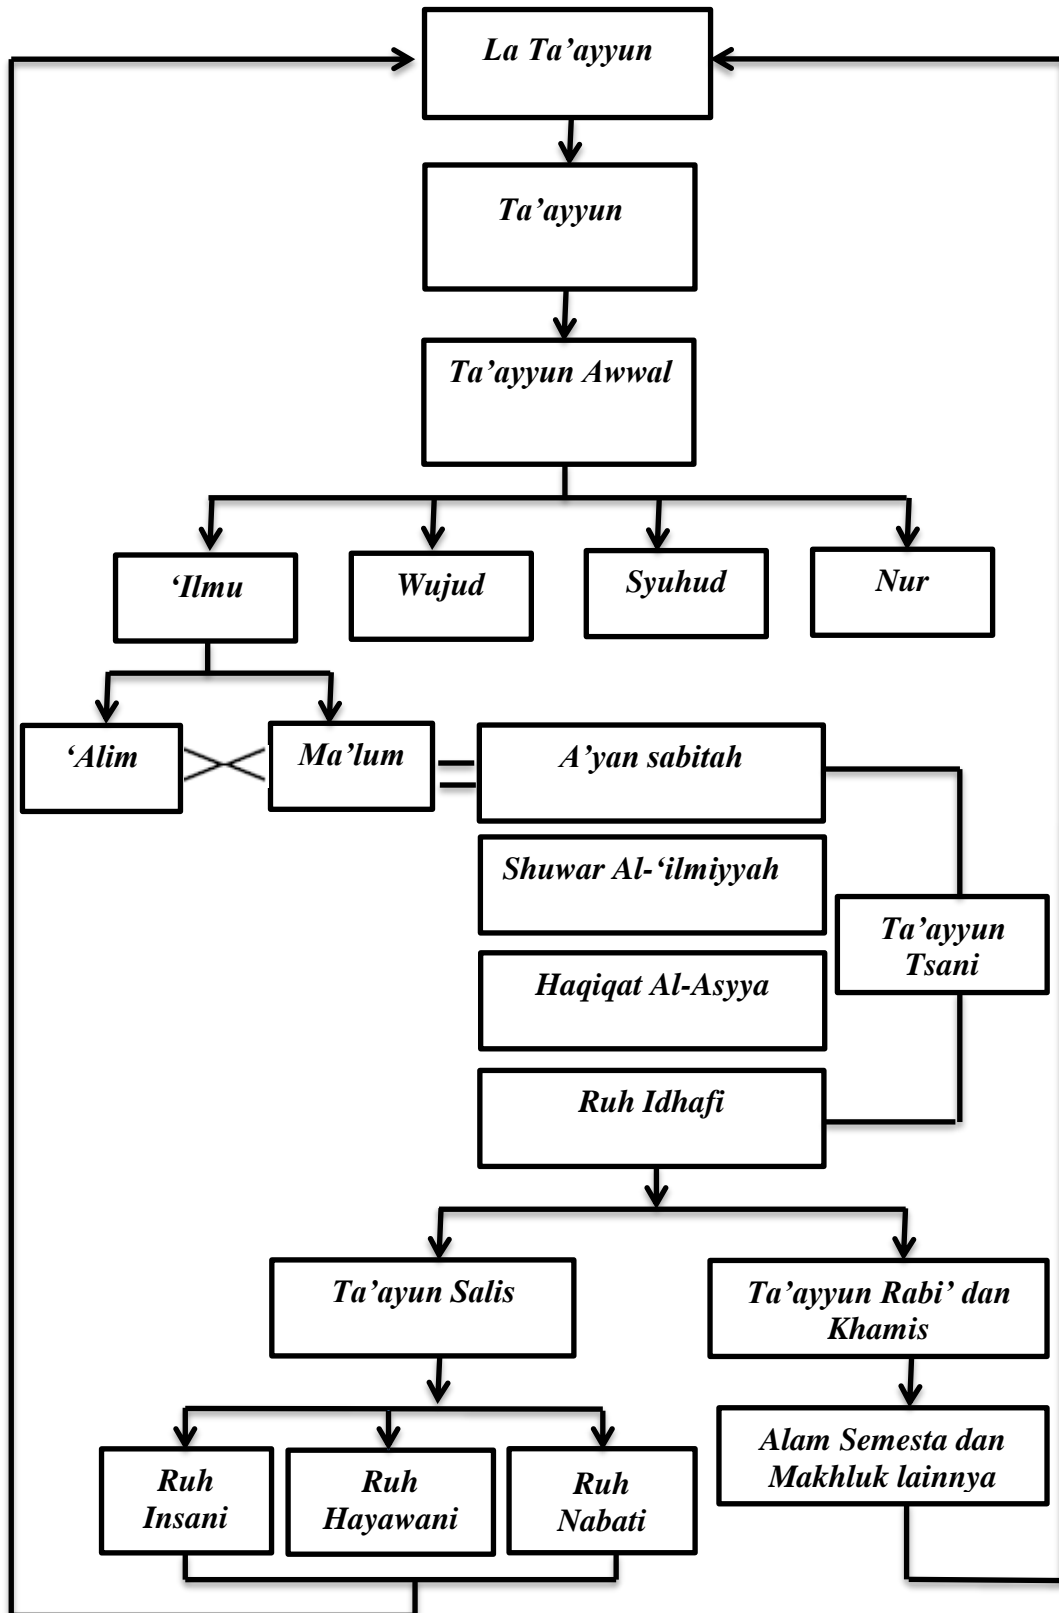 La Ta’ayyun
Ta’ayyun
Ta’ayyun Awwal
‘Ilmu
Wujud
Syuhud
Nur
‘Alim
Ma’lum
A’yan sabitah
Shuwar Al-‘ilmiyyah
Haqiqat Al-Asyya
Ta’ayyun
Tsani
Ruh Idhafi
Ta’ayun Salis
Ta’ayyun Rabi’ dan
Khamis
Ruh
Insani
Ruh
Hayawani
Ruh
Nabati
Alam Semesta dan
Makhluk lainnya